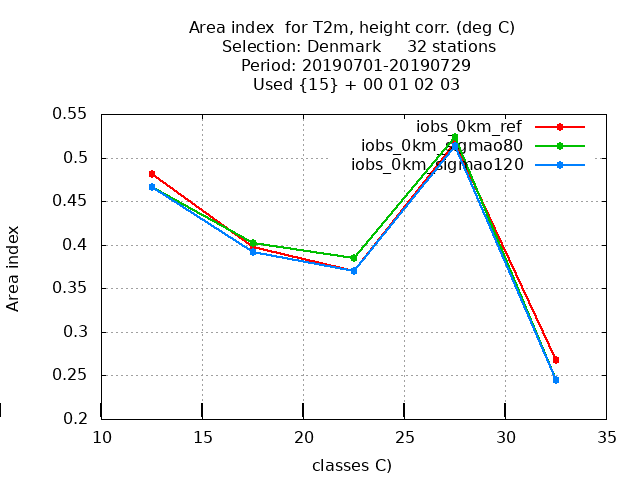 Area index  for T2m, height corr. (deg C)
Selection: Denmark     32 stations
Period: 20190701-20190729
Used {15} + 00 01 02 03
0.55
0.5
0.45
0.4
0.35
0.3
0.25
0.2
Area index
iobs_0km_ref
iobs_0km_sigmao80
iobs_0km_sigmao120
10 15 20 25 30 35
classes C)